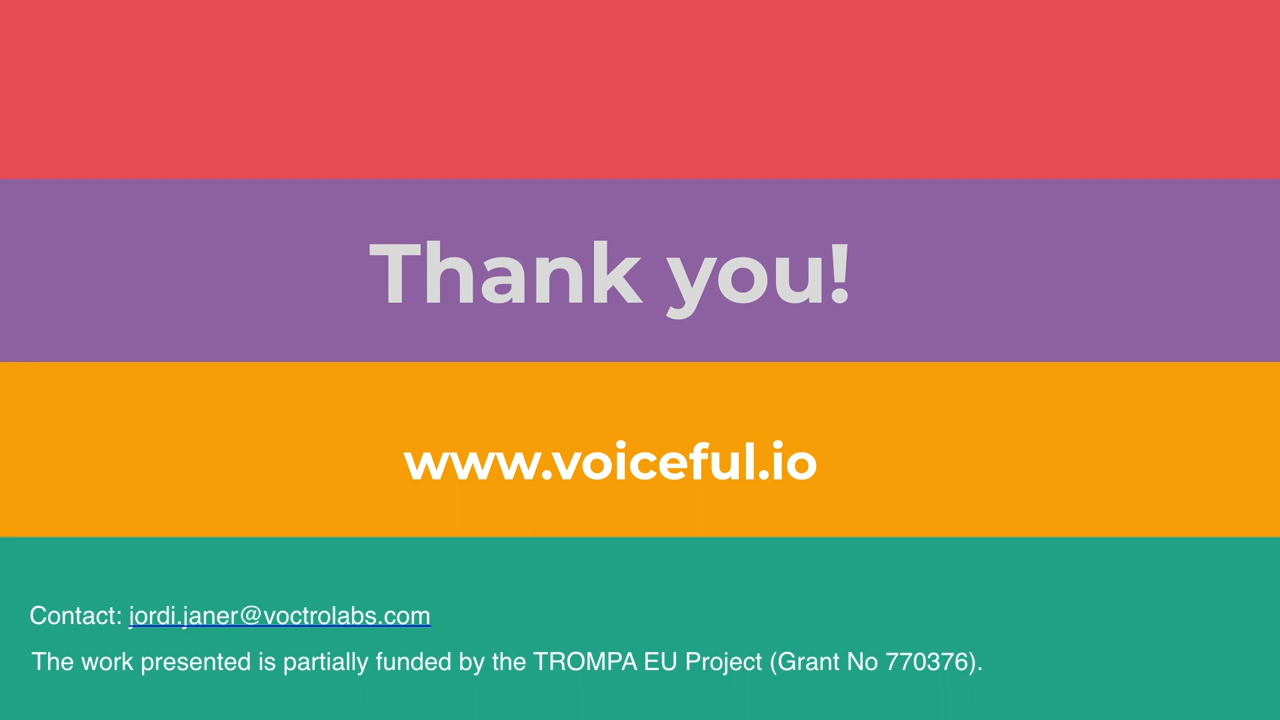 Thank you!
www.voiceful.io
Contact: jordi.janer@voctrolabs.com
The work presented is partially funded by the TROMPA EU Project (Grant No 770376).